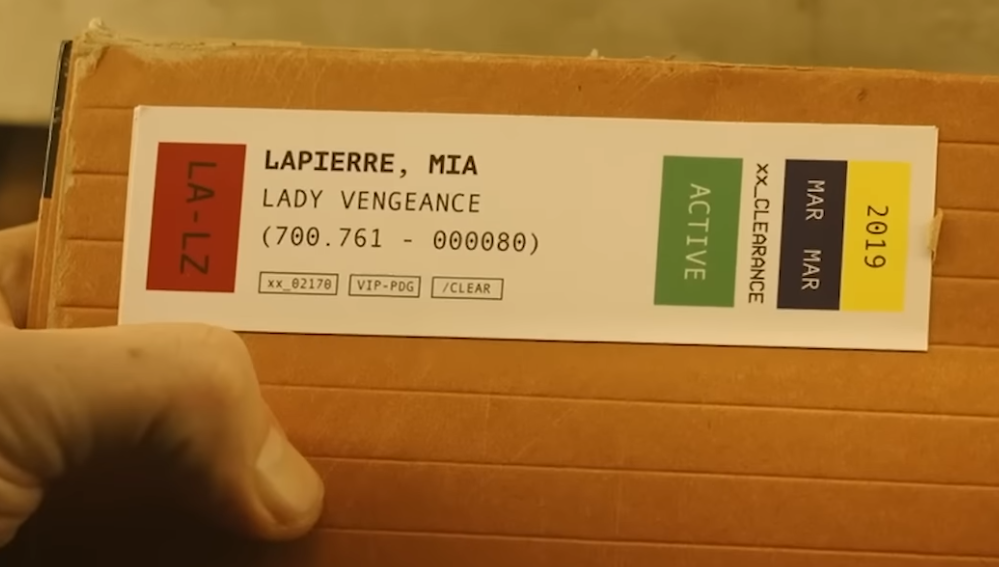 LA-LZ
LAPIERRE, MIA
LADY VENGEANCE
(700.761 - 000080)
xx_02170 VIP-PDG /CLEAR
ACTIVE
xx_CLEARANCE
MAR MAR
2019